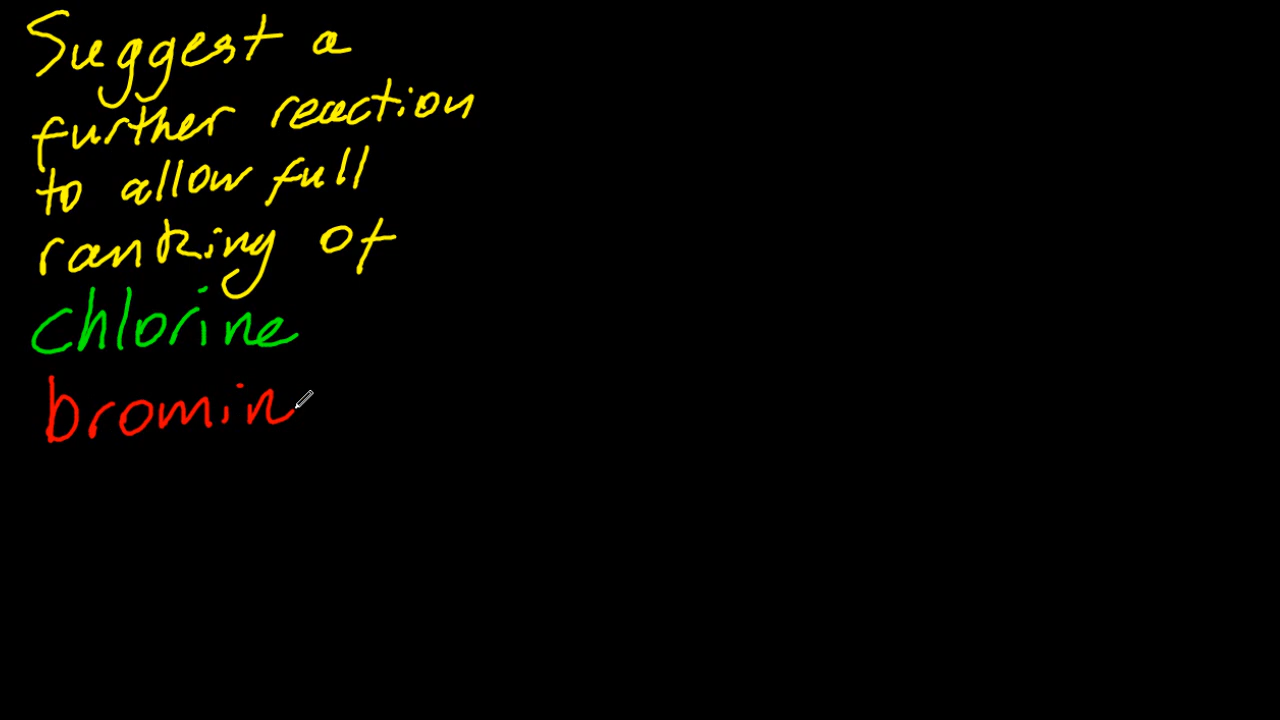 Suggest a
further reaction
to allow full
ranking of
chlorine
bromin